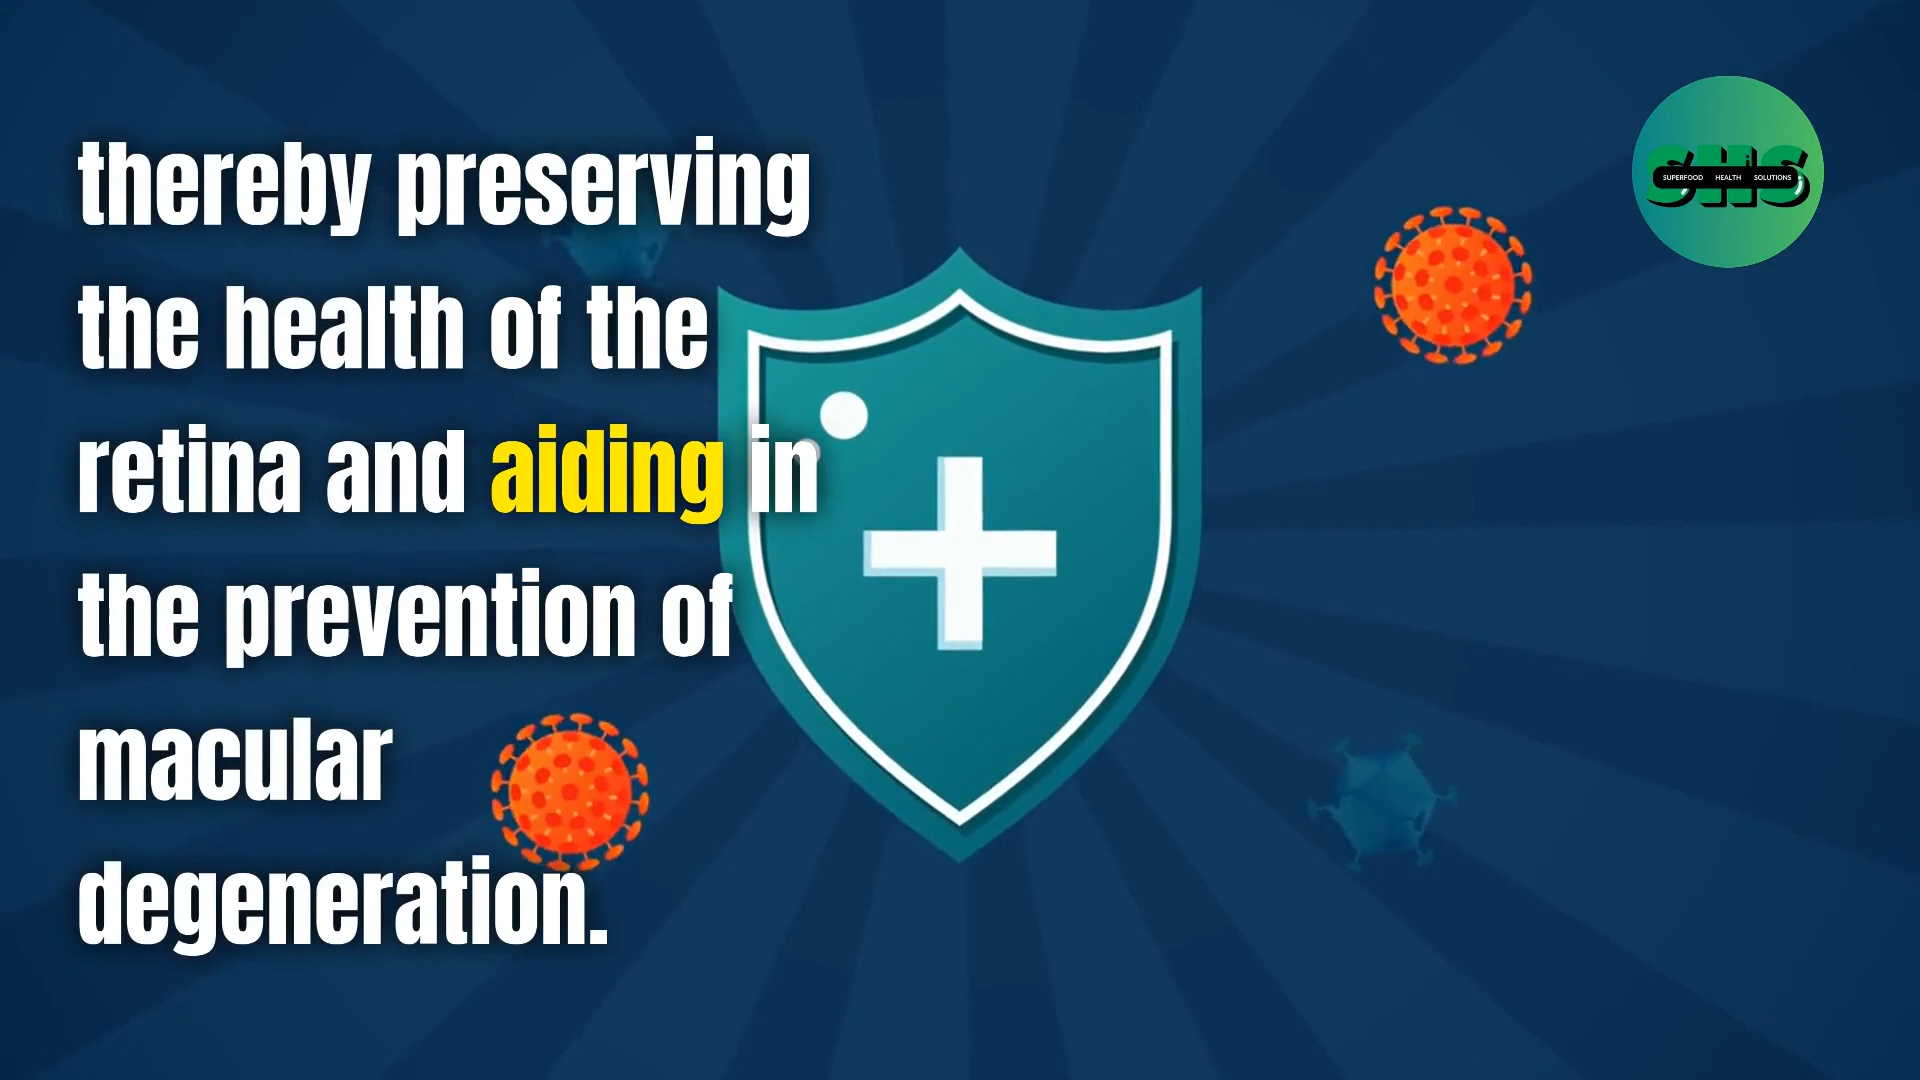 thereby preserving
the health of the
retina and aiding in
the prevention of
macular
degeneration.
SHS
SUPERFOOD HEALTH SOLUTIONS